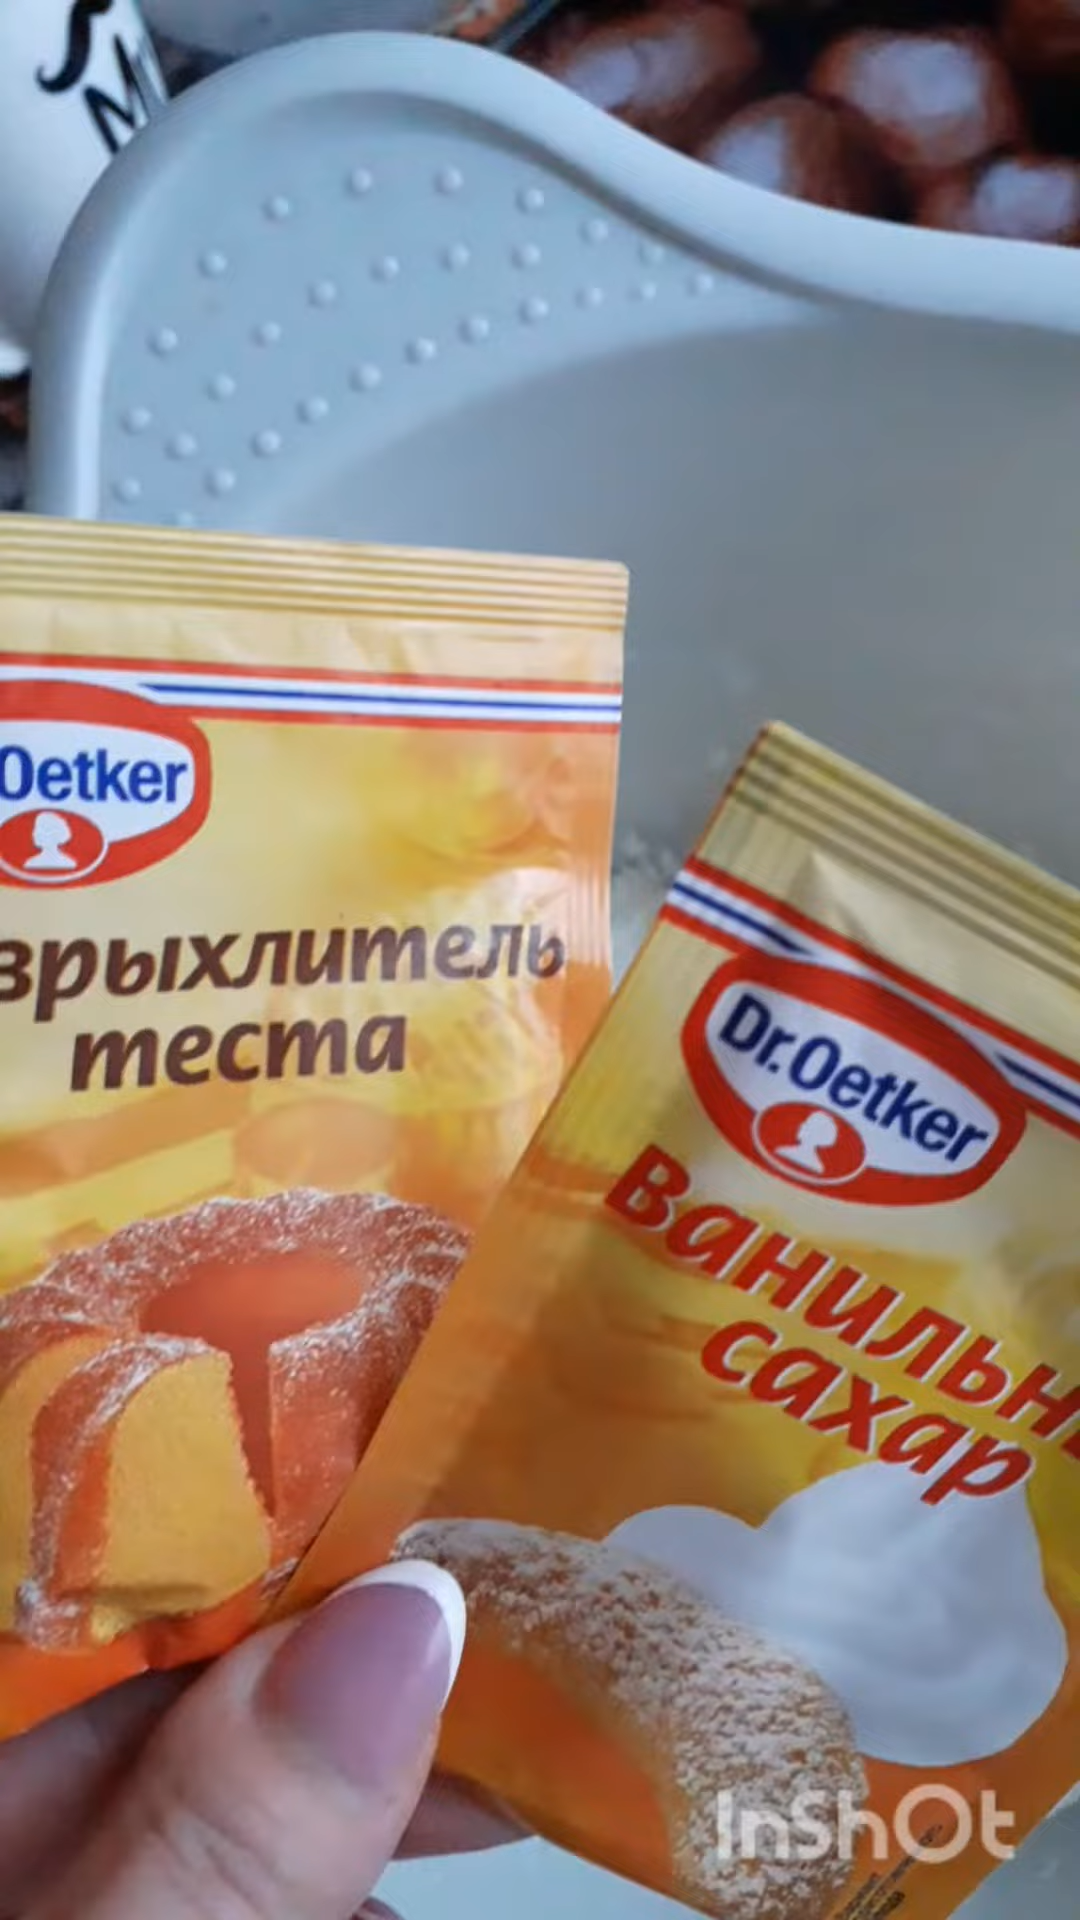 M
Oetker
зрыхлитель
теста
Dr.Oetker
ванильн
сахар
InShOt